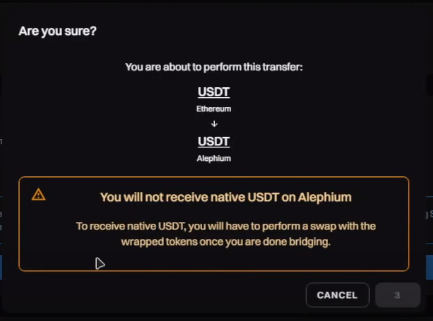 Are you sure?
You are about to perform this transfer:
USDT
Ethereum
↓
USDT
Alephium
You will not receive native USDT on Alephium
To receive native USDT, you will have to perform a swap with the
wrapped tokens once you are done bridging.
CANCEL
3